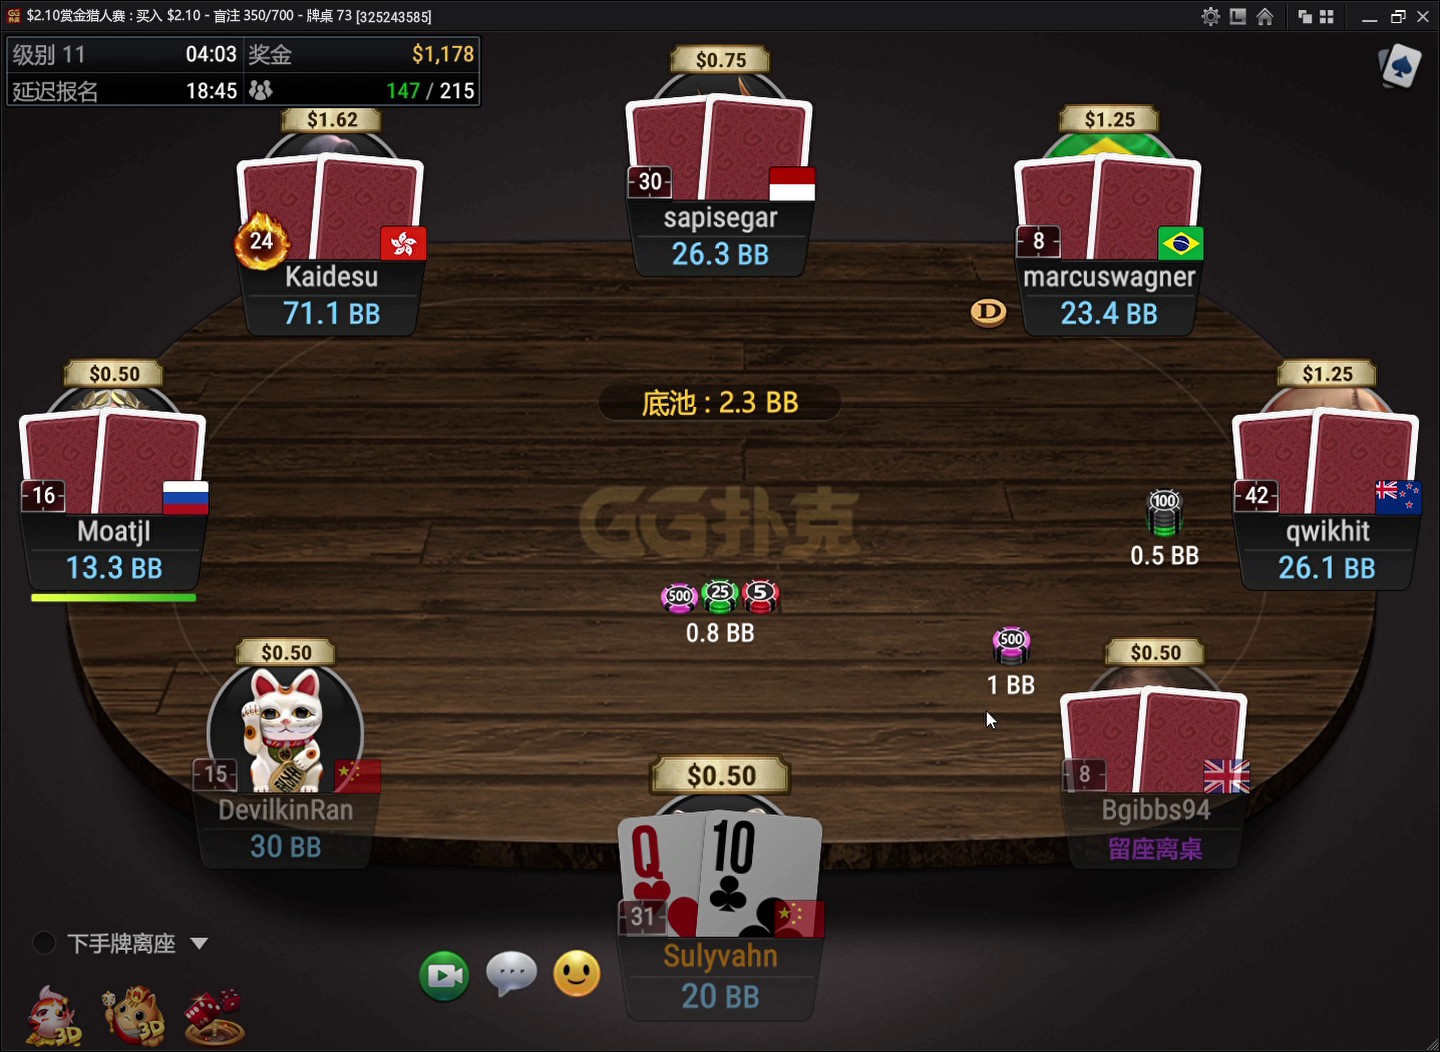 $2.10赏金猎人赛 : 买入 $2.10 - 盲注 350/700 - 牌桌 73 [325243585]
级别 11 04:03 奖金 $1,178
延迟报名 18:45 147 / 215
$0.75
30
sapisegar
26.3 BB
$1.62
24
Kaidesu
71.1 BB
$1.25
8
marcuswagner
23.4 BB
D
$0.50
16
Moatjl
13.3 BB
底池 : 2.3 BB
$1.25
42
qwikhit
26.1 BB
GG扑克
100
0.5 BB
500 25 5
0.8 BB
500
1 BB
$0.50
15
DevilkinRan
30 BB
$0.50
8
Bgibbs94
留座离桌
$0.50
Q 10
31
Sulyvahn
20 BB
下手牌离座
3D 3D